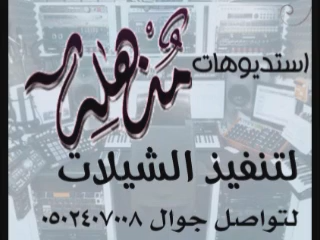 استديوهات
مذهله
لتنفيذ الشيلات
لتواصل جوال ٠٥٠٢٤٠٧٠٠٨